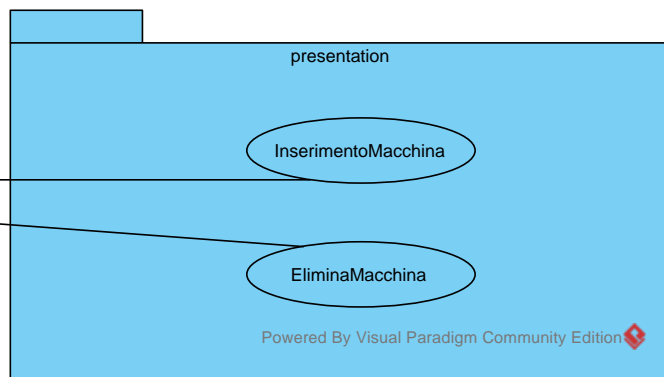 presentation
InserimentoMacchina
EliminaMacchina
Powered By Visual Paradigm Community Edition